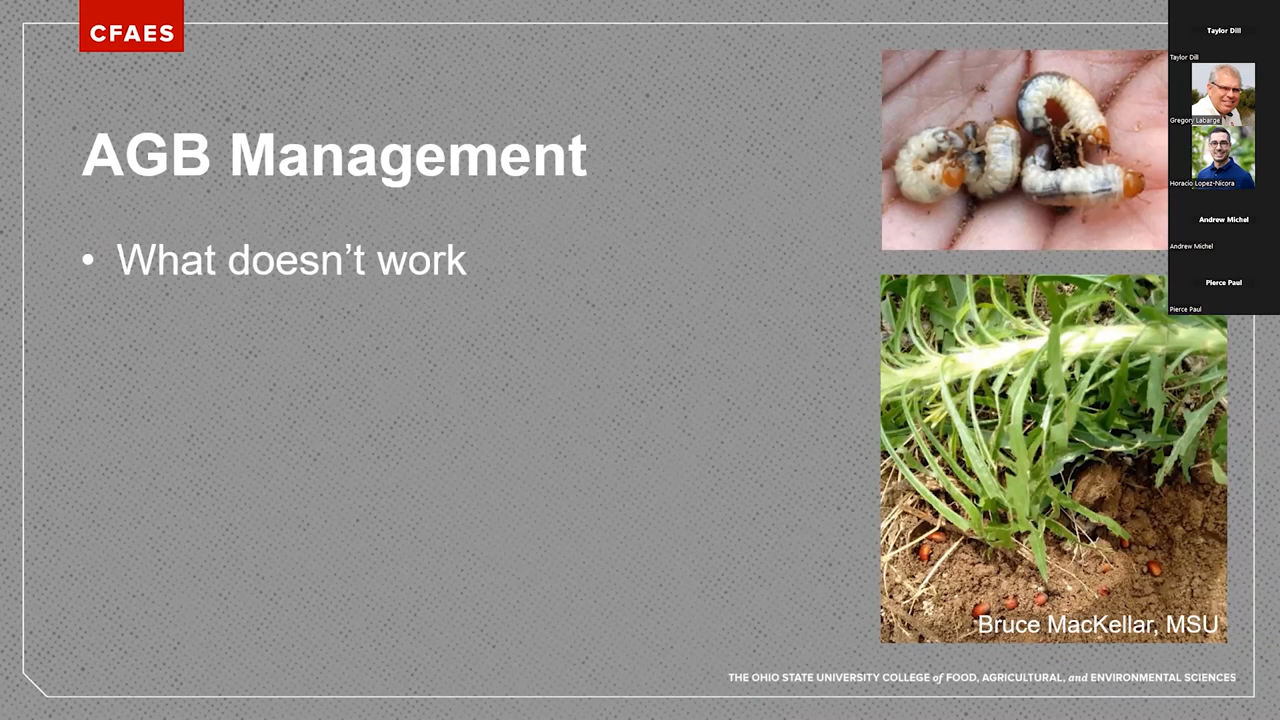 CFAES
AGB Management
• What doesn’t work
Bruce MacKellar, MSU
THE OHIO STATE UNIVERSITY COLLEGE of FOOD, AGRICULTURAL, and ENVIRONMENTAL SCIENCES
Taylor Dill
Taylor Dill
Gregory Labarge
Horacio Lopez-Nicora
Andrew Michel
Andrew Michel
Pierce Paul
Pierce Paul